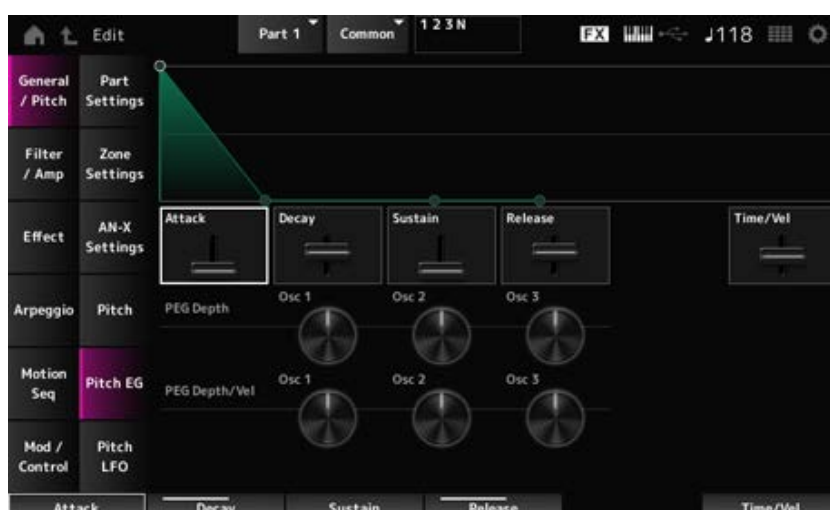 Edit
Part 1
Common
1 2 3 N
FX
♩118
General
/ Pitch
Part
Settings
Filter
/ Amp
Zone
Settings
Effect
AN-X
Settings
Arpeggio
Pitch
Motion
Seq
Pitch EG
Mod /
Control
Pitch
LFO
Attack
Decay
Sustain
Release
Time/Vel
PEG Depth
Osc 1
Osc 2
Osc 3
PEG Depth/Vel
Osc 1
Osc 2
Osc 3
Attack
Decay
Sustain
Release
Time/Vel